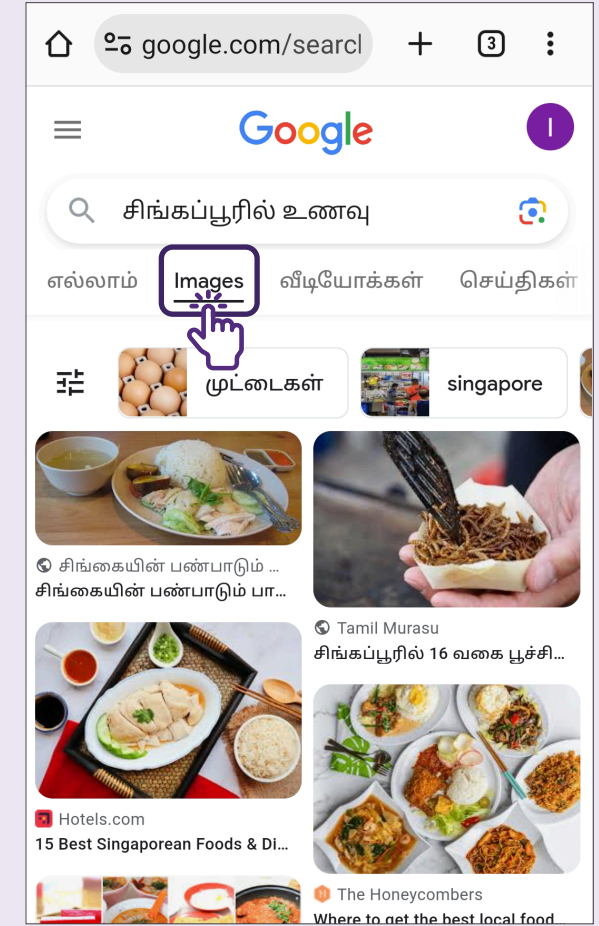 google.com/searcl
3
Google
I
சிங்கப்பூரில் உணவு
எல்லாம் Images வீடியோக்கள் செய்திகள்
முட்டைகள் singapore
சிங்கையின் பண்பாடும் ...
சிங்கையின் பண்பாடும் பா...
Tamil Murasu
சிங்கப்பூரில் 16 வகை பூச்சி...
Hotels.com
15 Best Singaporean Foods & Di...
The Honeycombers
Where to get the best local food...